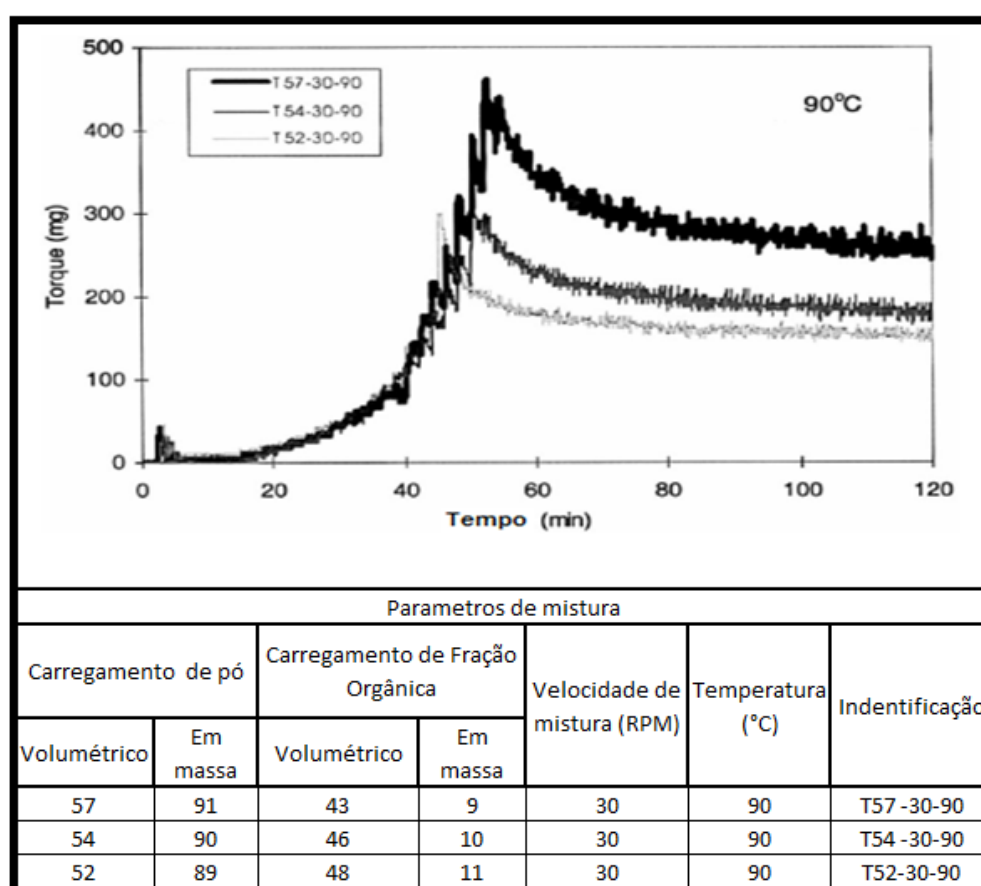 500
400
300
200
100
0
Torque (mg)
T57-30-90
T54-30-90
T52-30-90
90°C
0 20 40 60 80 100 120
Tempo (min)
Parametros de mistura
Carregamento de pó
Carregamento de Fração
Orgânica
Velocidade de
mistura (RPM)
Temperatura
(°C)
Indentificação
Volumétrico
Em
massa
Volumétrico
Em
massa
57 91 43 9 30 90 T57 -30-90
54 90 46 10 30 90 T54 -30-90
52 89 48 11 30 90 T52-30-90